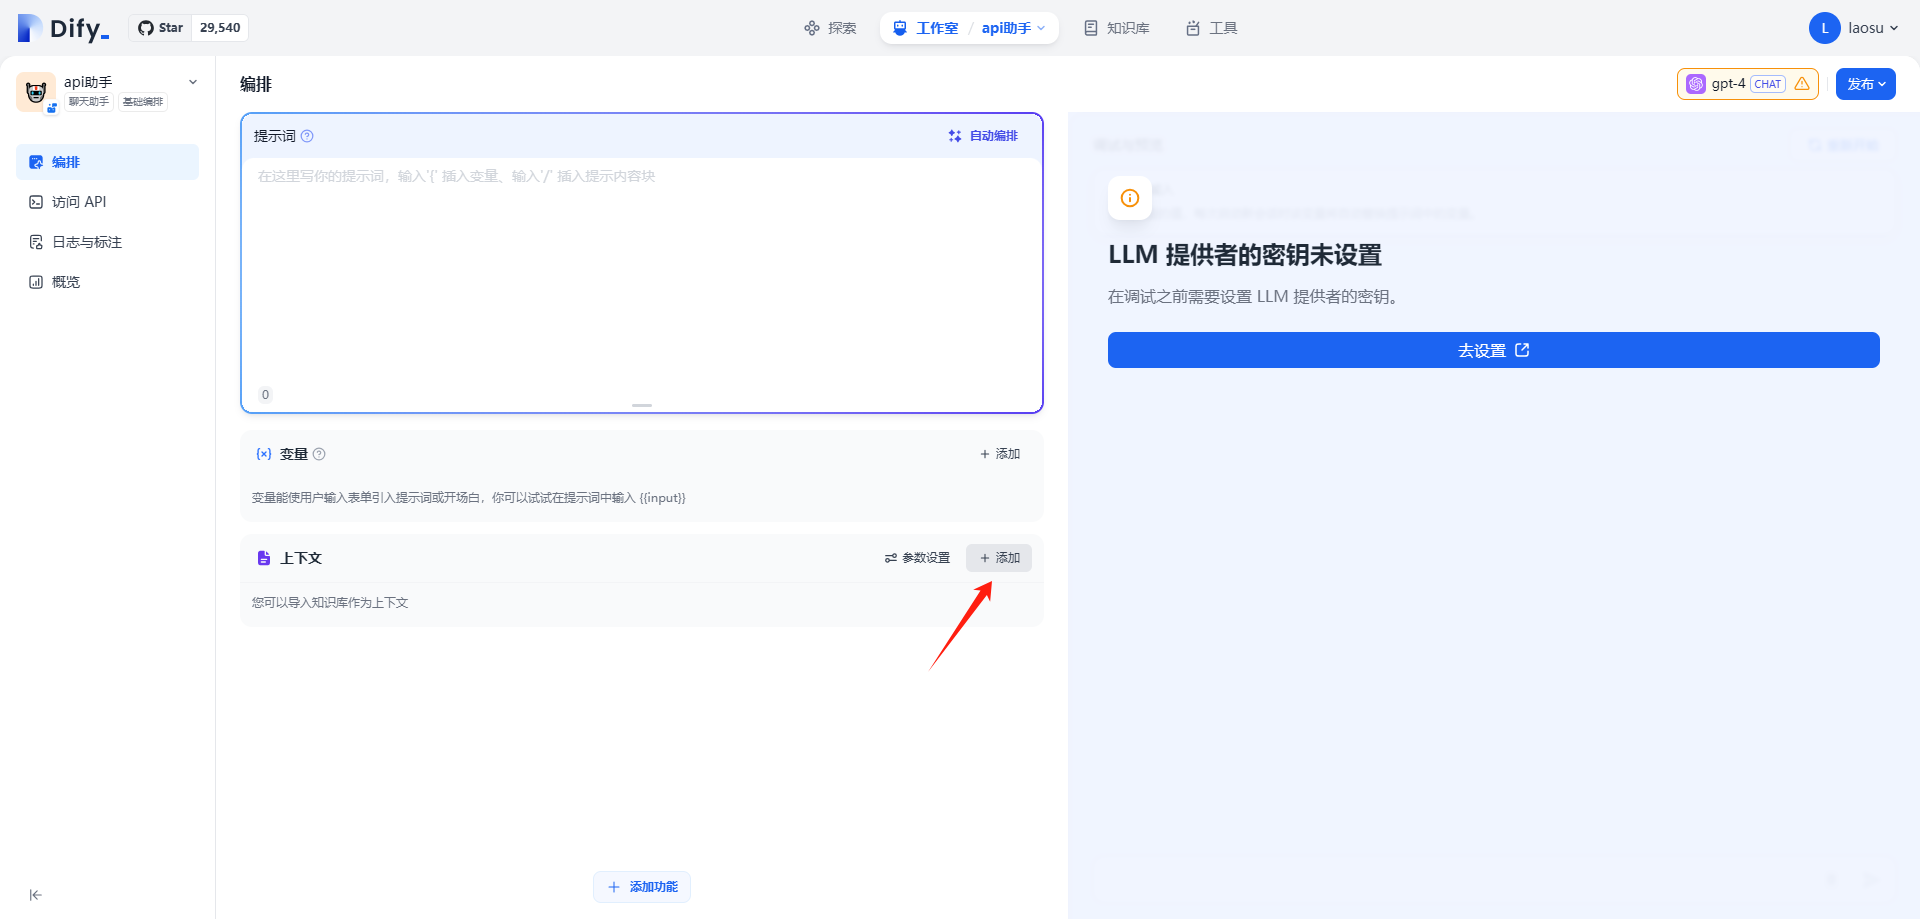 Dify_
Star 29,540
探索
工作室 / api助手
知识库
工具
L laosu
api助手
聊天助手 基础编排
编排
访问 API
日志与标注
概览
编排
gpt-4 CHAT
发布
提示词
自动编排
在这里写你的提示词，输入'{' 插入变量、输入'/' 插入提示内容块
0
{x} 变量
+ 添加
变量能使用户输入表单引入提示词或开场白，你可以试试在提示词中输入 {{input}}
上下文
参数设置
+ 添加
您可以导入知识库作为上下文
+ 添加功能
LLM 提供者的密钥未设置
在调试之前需要设置 LLM 提供者的密钥。
去设置